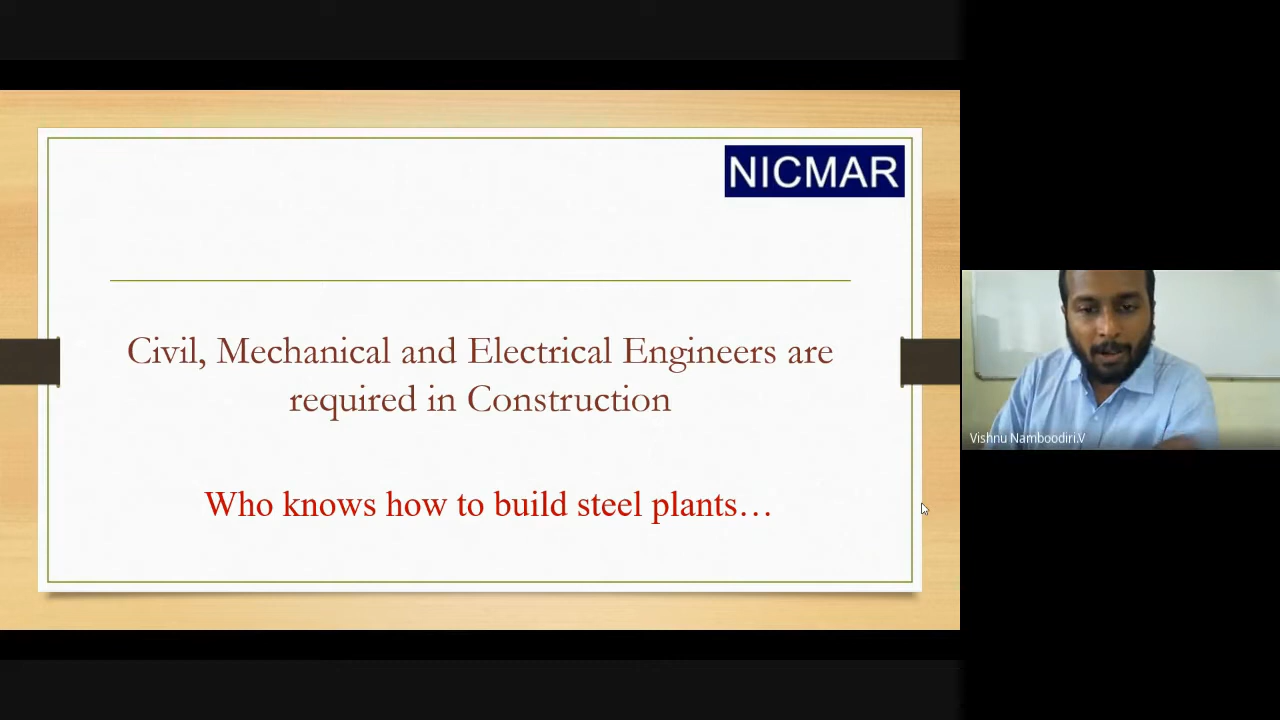 NICMAR
Civil, Mechanical and Electrical Engineers are
required in Construction
Who knows how to build steel plants…
Vishnu Namboodiri.V